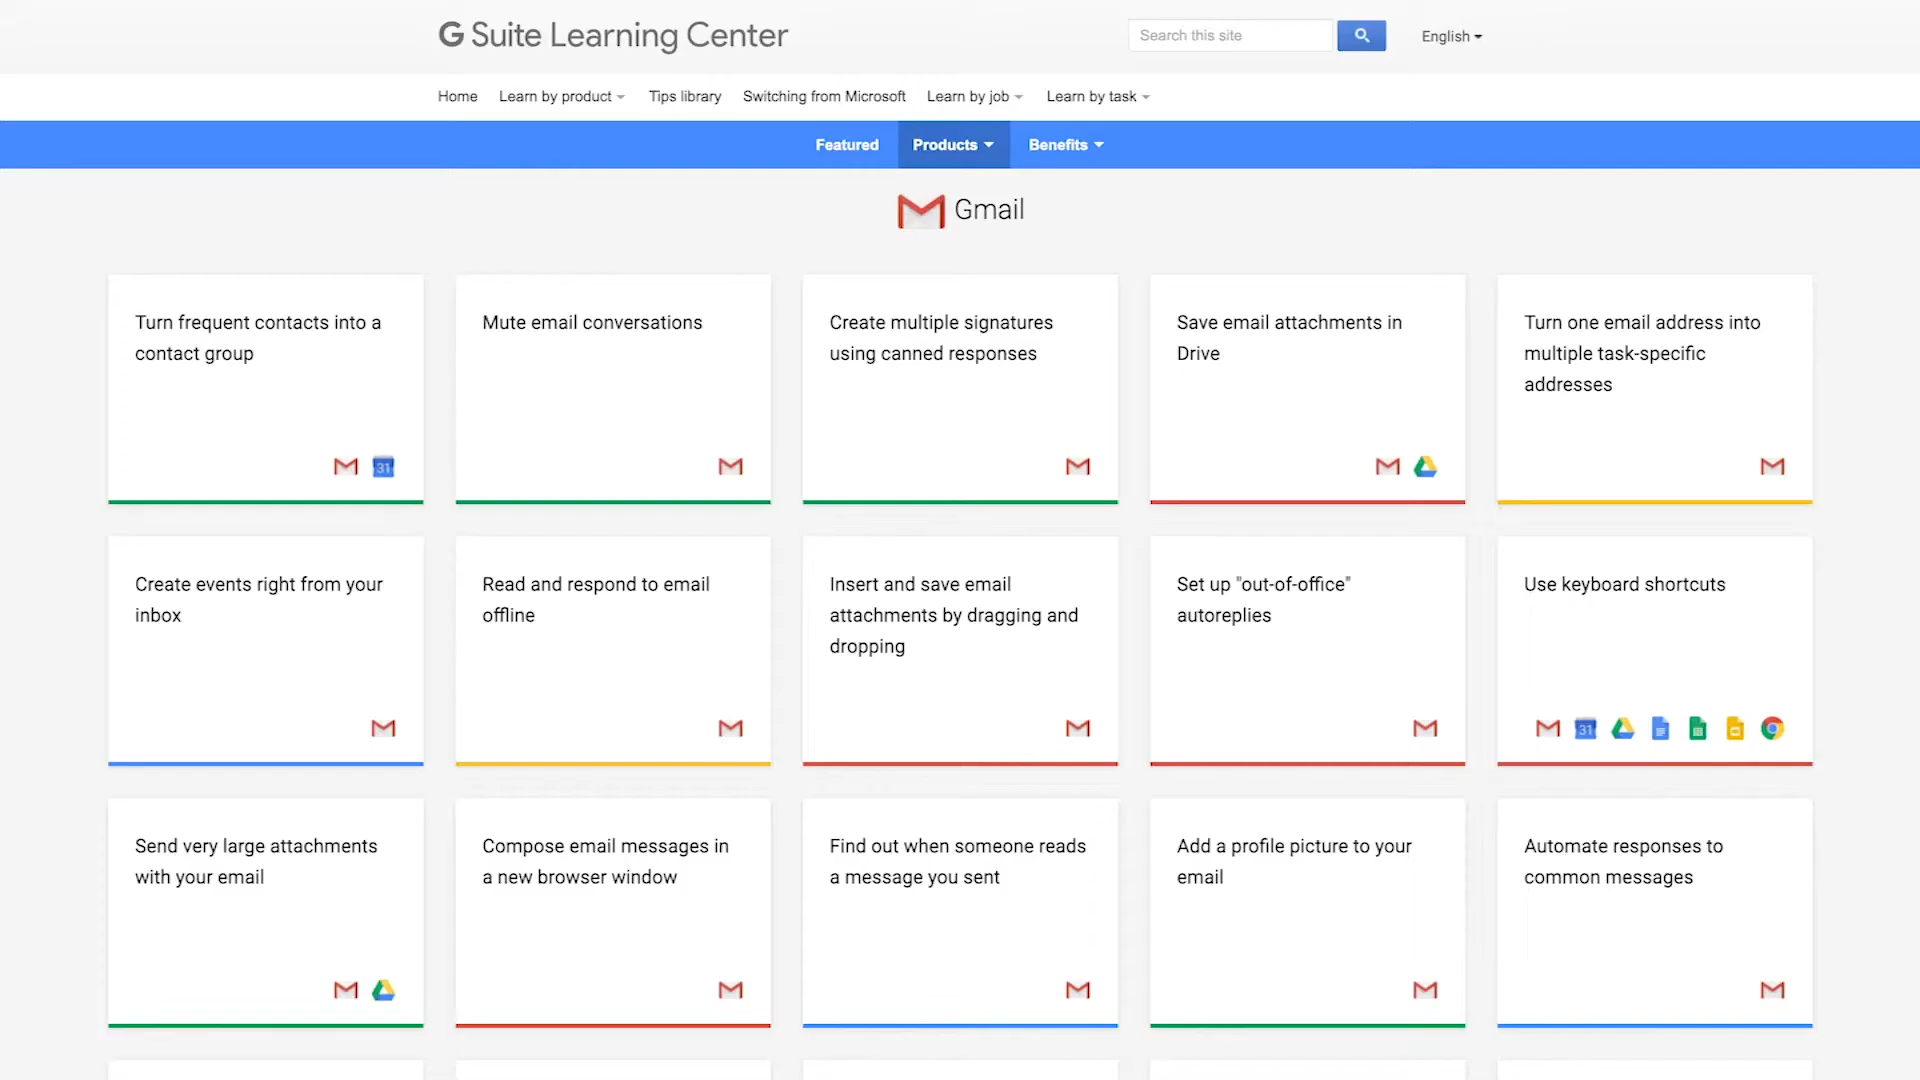 G Suite Learning Center
Search this site
English
Home Learn by product Tips library Switching from Microsoft Learn by job Learn by task
Featured Products Benefits
Gmail
Turn frequent contacts into a
contact group
31
Mute email conversations
Create multiple signatures
using canned responses
Save email attachments in
Drive
Turn one email address into
multiple task-specific
addresses
Create events right from your
inbox
Read and respond to email
offline
Insert and save email
attachments by dragging and
dropping
Set up "out-of-office"
autoreplies
Use keyboard shortcuts
31
Send very large attachments
with your email
Compose email messages in
a new browser window
Find out when someone reads
a message you sent
Add a profile picture to your
email
Automate responses to
common messages